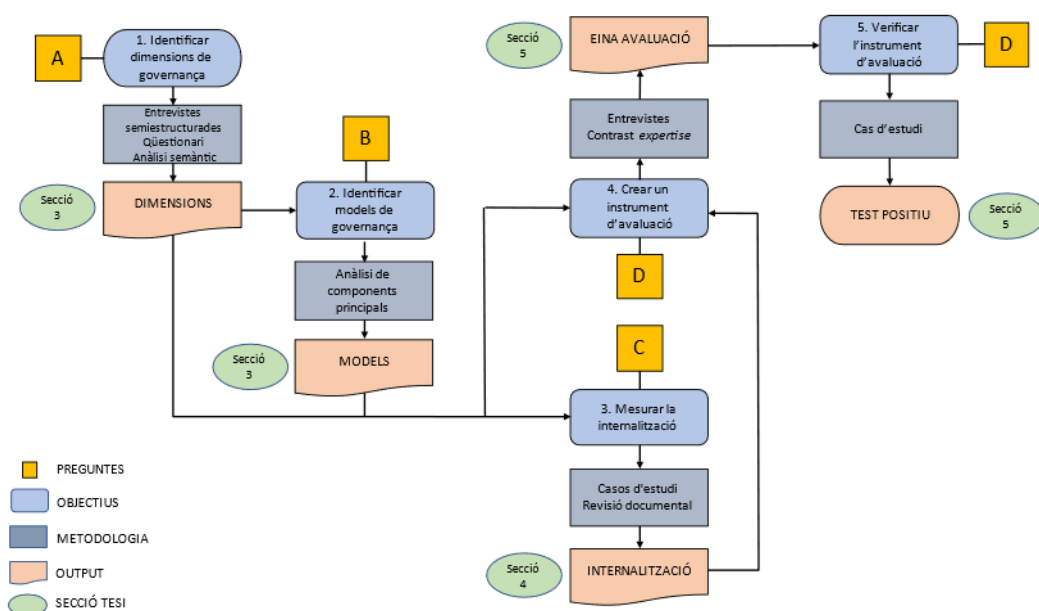 A
1. Identificar
dimensions de
governança
Entrevistes
semiestructurades
Qüestionari
Anàlisi semàntic
Secció
3
DIMENSIONS
B
2. Identificar
models de
governança
Anàlisi de
components
principals
Secció
3
MODELS
Secció
5
EINA AVALUACIÓ
Entrevistes
Contrast expertise
4. Crear un
instrument
d'avaluació
D
C
3. Mesurar la
internalització
Casos d'estudi
Revisió documental
Secció
4
INTERNALITZACIÓ
5. Verificar
l'instrument
d'avaluació
D
Cas d'estudi
TEST POSITIU
Secció
5
PREGUNTES
OBJECTIUS
METODOLOGIA
OUTPUT
SECCIÓ TESI